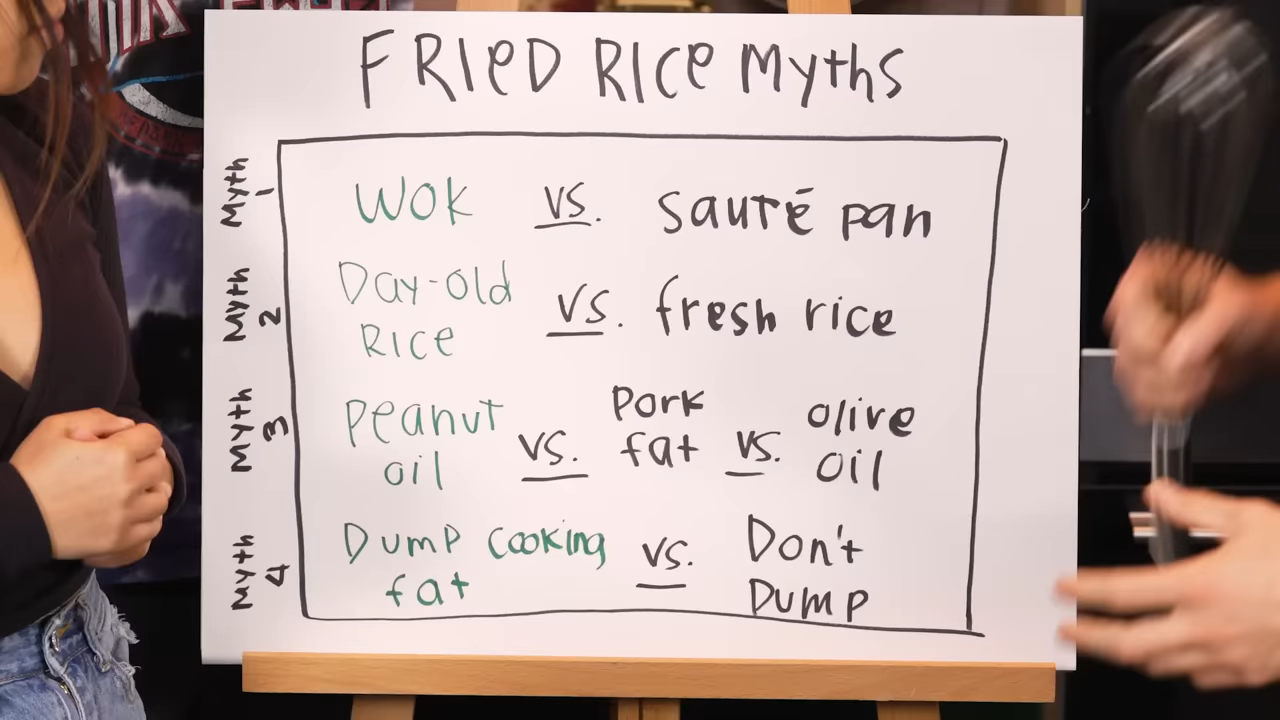 FRIED RICE Myths
Myth 1
WOK vs. sauté pan
Myth 2
Day-old vs. fresh rice
Rice
Myth 3
Peanut vs. Pork vs. olive
oil fat oil
Myth 4
Dump cooking vs. Don't
fat Dump